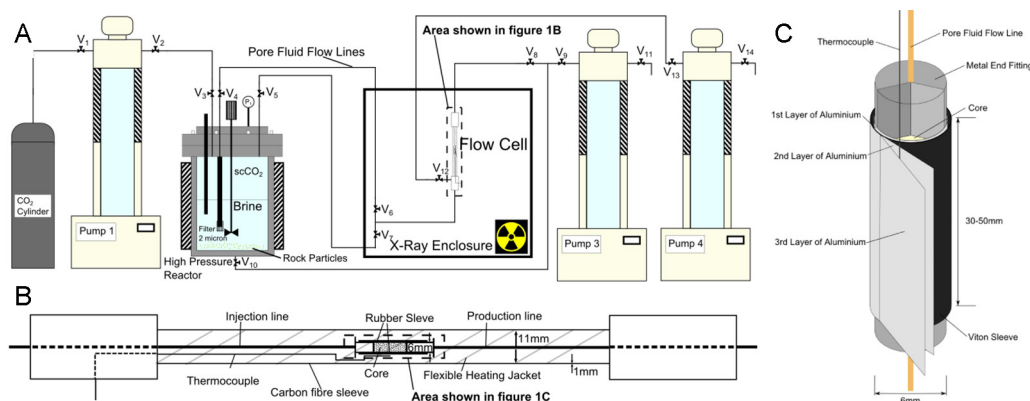 A
V1
V2
Pore Fluid Flow Lines
Area shown in figure 1B
V8
V9
V11
V13
V14
V3
V4
P1
V5
Flow Cell
V12
scCO2
Brine
CO2
Cylinder
Pump 1
Filter
2 micron
V6
V7
X-Ray Enclosure
Pump 3
Pump 4
High Pressure
Reactor
V10
Rock Particles
B
Injection line
Rubber Sleve
Production line
6mm
11mm
Thermocouple
Core
Flexible Heating Jacket
1mm
Carbon fibre sleeve
Area shown in figure 1C
C
Pore Fluid Flow Line
Thermocouple
Metal End Fitting
Core
1st Layer of Aluminium
2nd Layer of Aluminium
30-50mm
3rd Layer of Aluminium
Viton Sleeve
6mm